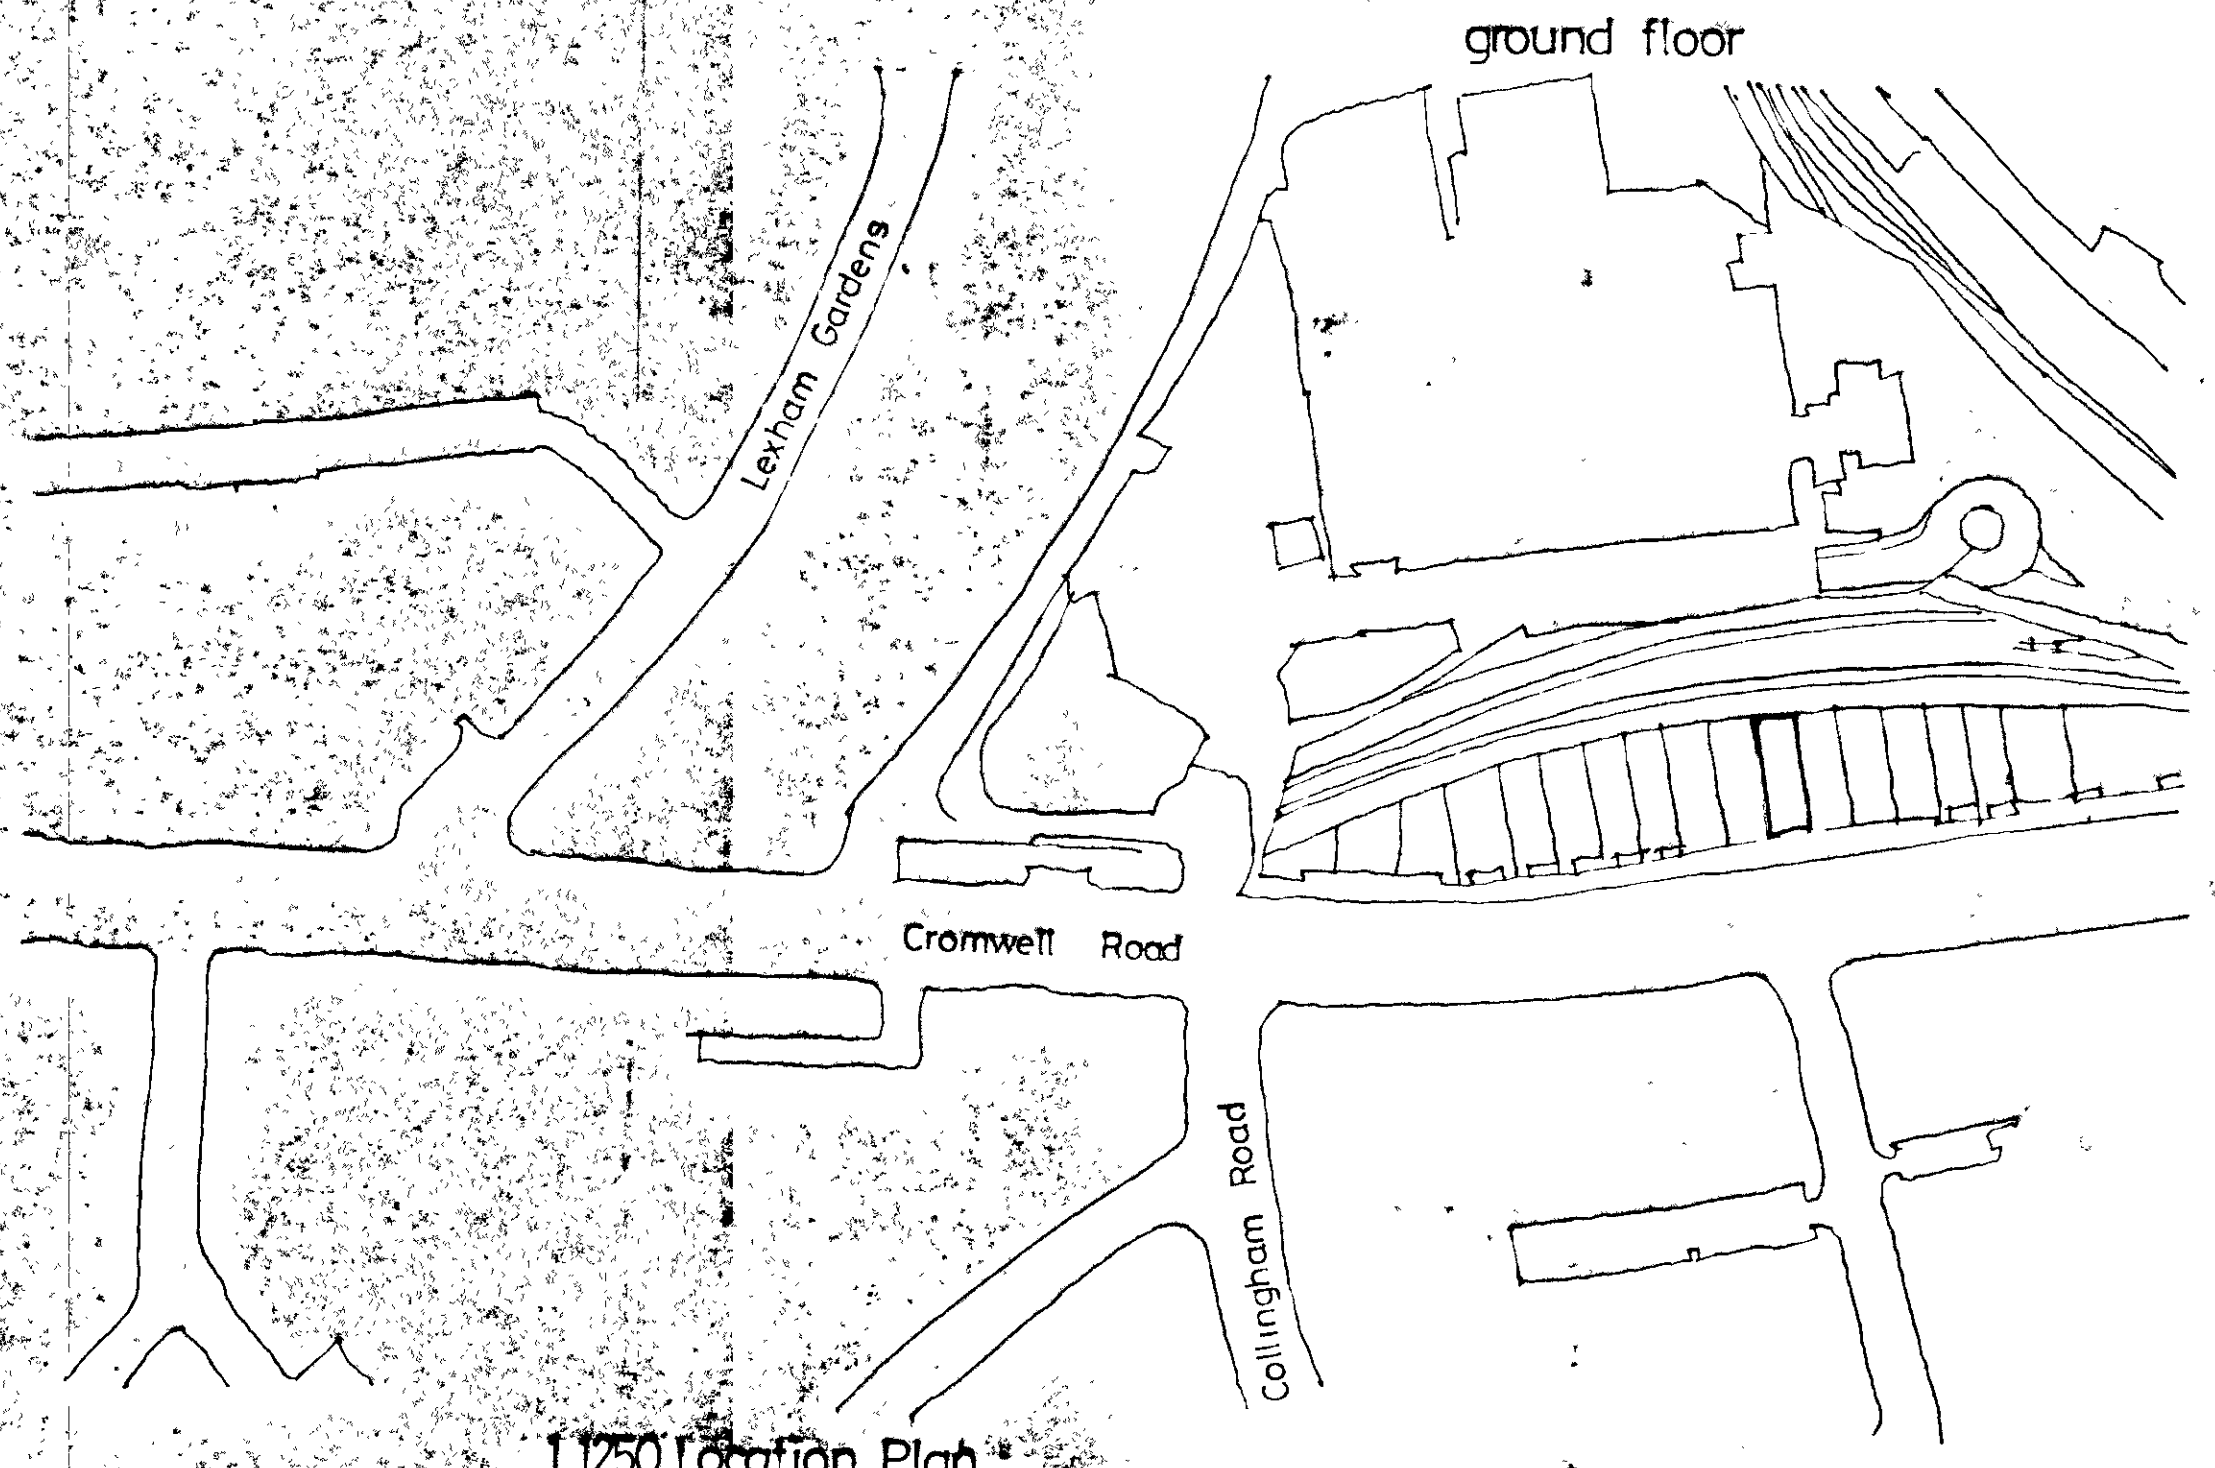 ground floor
Lexham Gardens
Cromwell Road
Collingham Road
1.1250 Location Plan